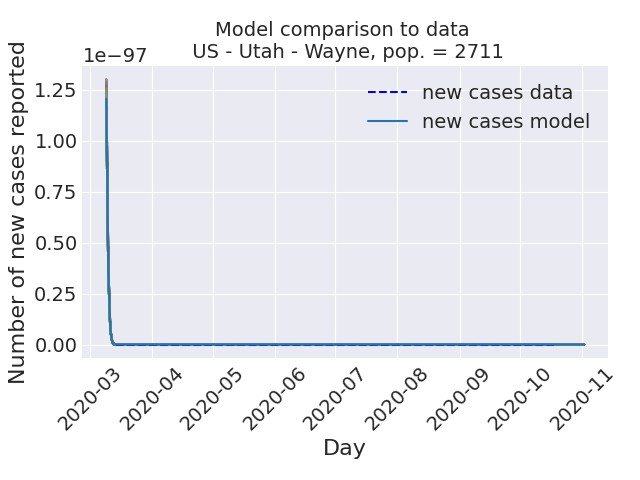 Model comparison to data
US - Utah - Wayne, pop. = 2711
1e−97
Number of new cases reported
1.25
1.00
0.75
0.50
0.25
0.00
new cases data
new cases model
2020-03
2020-04
2020-05
2020-06
2020-07
2020-08
2020-09
2020-10
2020-11
Day